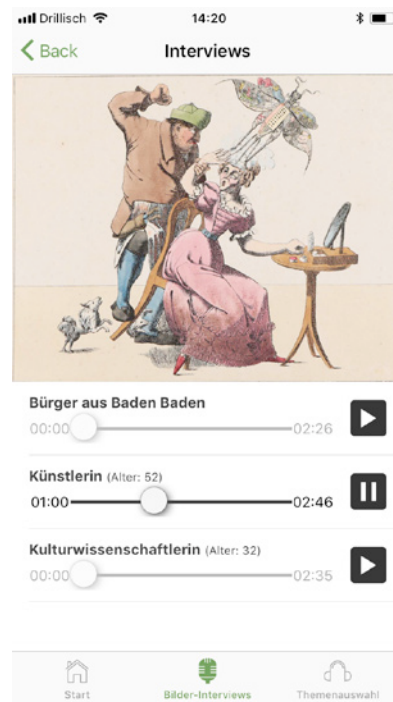 Drillisch 14:20
Back Interviews
Bürger aus Baden Baden
00:00 02:26
Künstlerin (Alter: 52)
01:00 02:46
Kulturwissenschaftlerin (Alter: 32)
00:00 02:35
Start Bilder-Interviews Themenauswahl